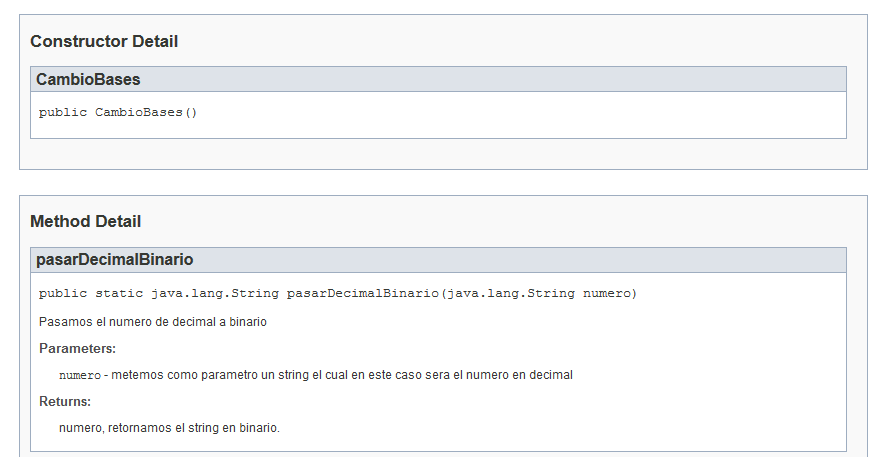 Constructor Detail
CambioBases
public CambioBases()
Method Detail
pasarDecimalBinario
public static java.lang.String pasarDecimalBinario(java.lang.String numero)
Pasamos el numero de decimal a binario
Parameters:
numero - metemos como parametro un string el cual en este caso sera el numero en decimal
Returns:
numero, retornamos el string en binario.